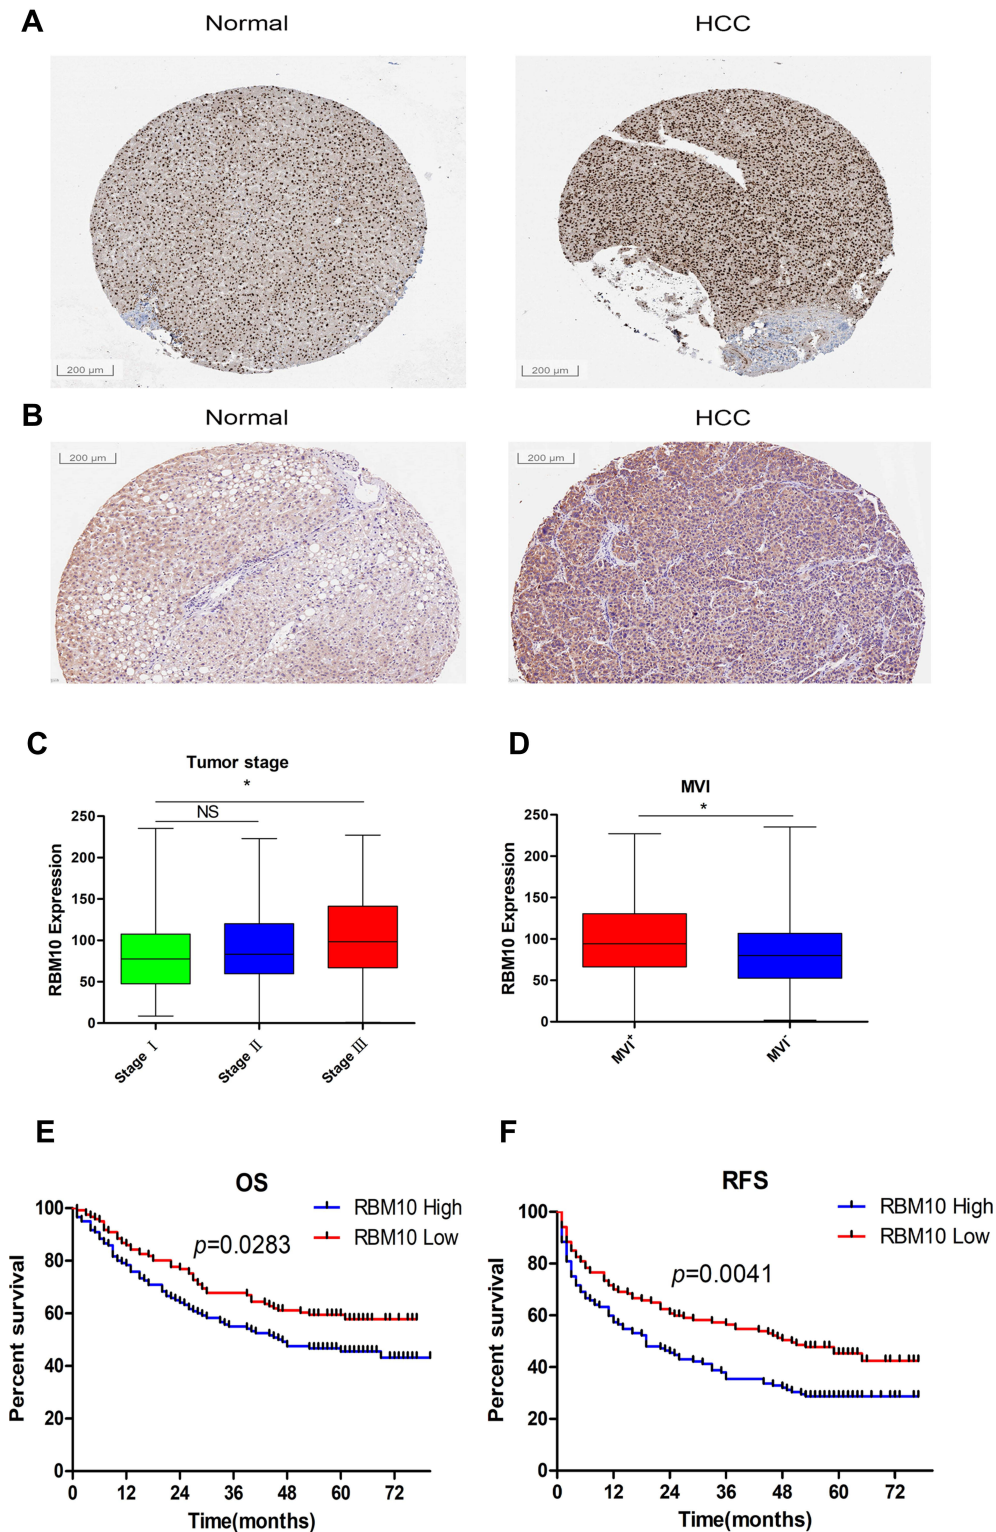 A
Normal
HCC
200 µm
200 µm
B
Normal
HCC
200 µm
200 µm
C
Tumor stage
*
NS
RBM10 Expression
250
200
150
100
50
0
Stage Ⅰ
Stage Ⅱ
Stage Ⅲ
D
MVI
*
RBM10 Expression
250
200
150
100
50
0
MVI+
MVI-
E
OS
RBM10 High
RBM10 Low
p=0.0283
Percent survival
100
80
60
40
20
0
0 12 24 36 48 60 72
Time(months)
F
RFS
RBM10 High
RBM10 Low
p=0.0041
Percent survival
100
80
60
40
20
0
0 12 24 36 48 60 72
Time(months)